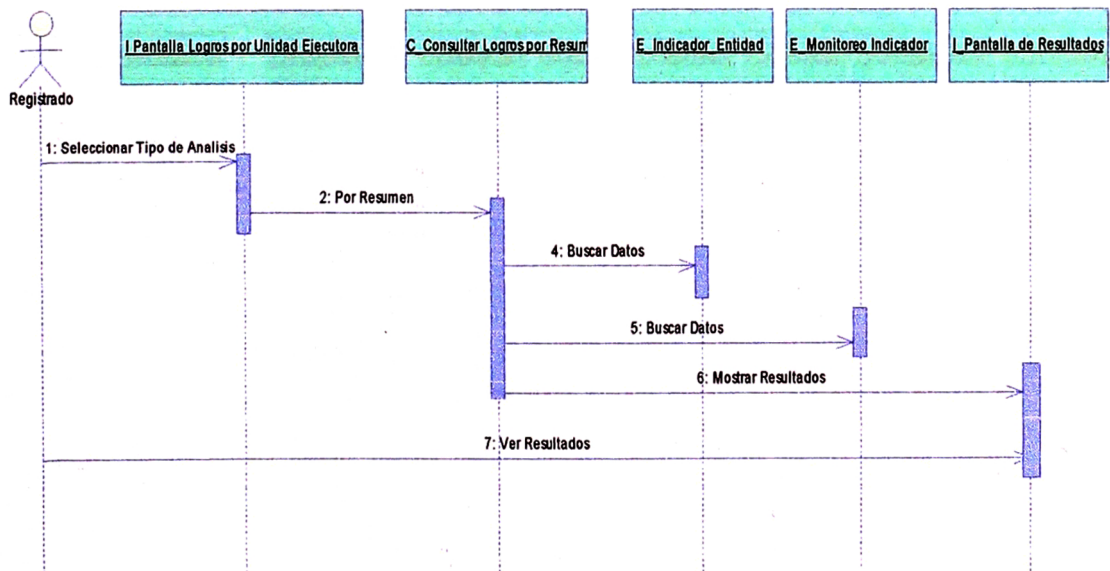 I Pantalla Logros por Unidad Ejecutora
C_Consultar Logros por Resum
E_Indicador_Entidad
E_Monitoreo Indicador
I_Pantalla de Resultados
Registrado
1: Seleccionar Tipo de Analisis
2: Por Resumen
4: Buscar Datos
5: Buscar Datos
6: Mostrar Resultados
7: Ver Resultados